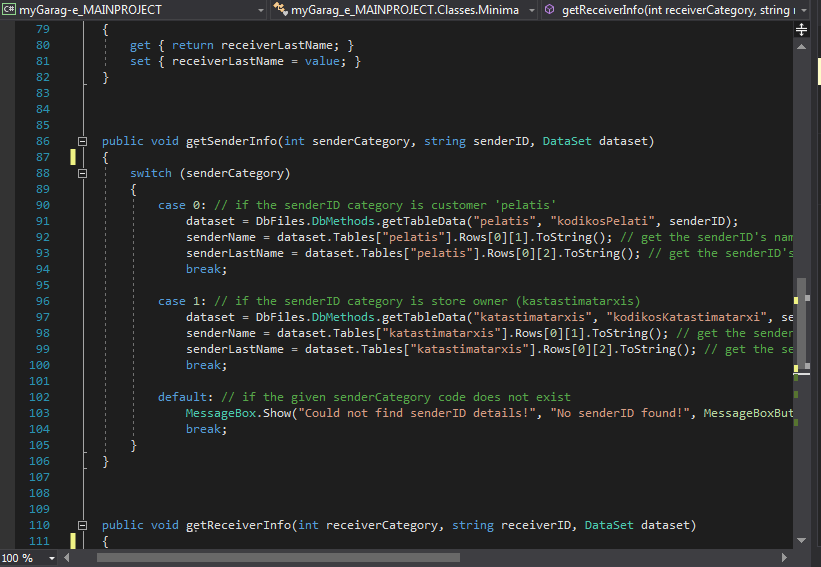 C# myGarag-e_MAINPROJECT myGarag_e_MAINPROJECT.Classes.Minima getReceiverInfo(int receiverCategory, string r
79 {
80 get { return receiverLastName; }
81 set { receiverLastName = value; }
82 }
83
84
85
86 public void getSenderInfo(int senderCategory, string senderID, DataSet dataset)
87 {
88 switch (senderCategory)
89 {
90 case 0: // if the senderID category is customer 'pelatis'
91 dataset = DbFiles.DbMethods.getTableData("pelatis", "kodikosPelati", senderID);
92 senderName = dataset.Tables["pelatis"].Rows[0][1].ToString(); // get the senderID's nam
93 senderLastName = dataset.Tables["pelatis"].Rows[0][2].ToString(); // get the senderID's
94 break;
95
96 case 1: // if the senderID category is store owner (kastastimatarxis)
97 dataset = DbFiles.DbMethods.getTableData("katastimatarxis", "kodikosKatastimatarxi", se
98 senderName = dataset.Tables["katastimatarxis"].Rows[0][1].ToString(); // get the sender
99 senderLastName = dataset.Tables["katastimatarxis"].Rows[0][2].ToString(); // get the se
100 break;
101
102 default: // if the given senderCategory code does not exist
103 MessageBox.Show("Could not find senderID details!", "No senderID found!", MessageBoxBut
104 break;
105 }
106 }
107
108
109
110 public void getReceiverInfo(int receiverCategory, string receiverID, DataSet dataset)
111 {
100 %